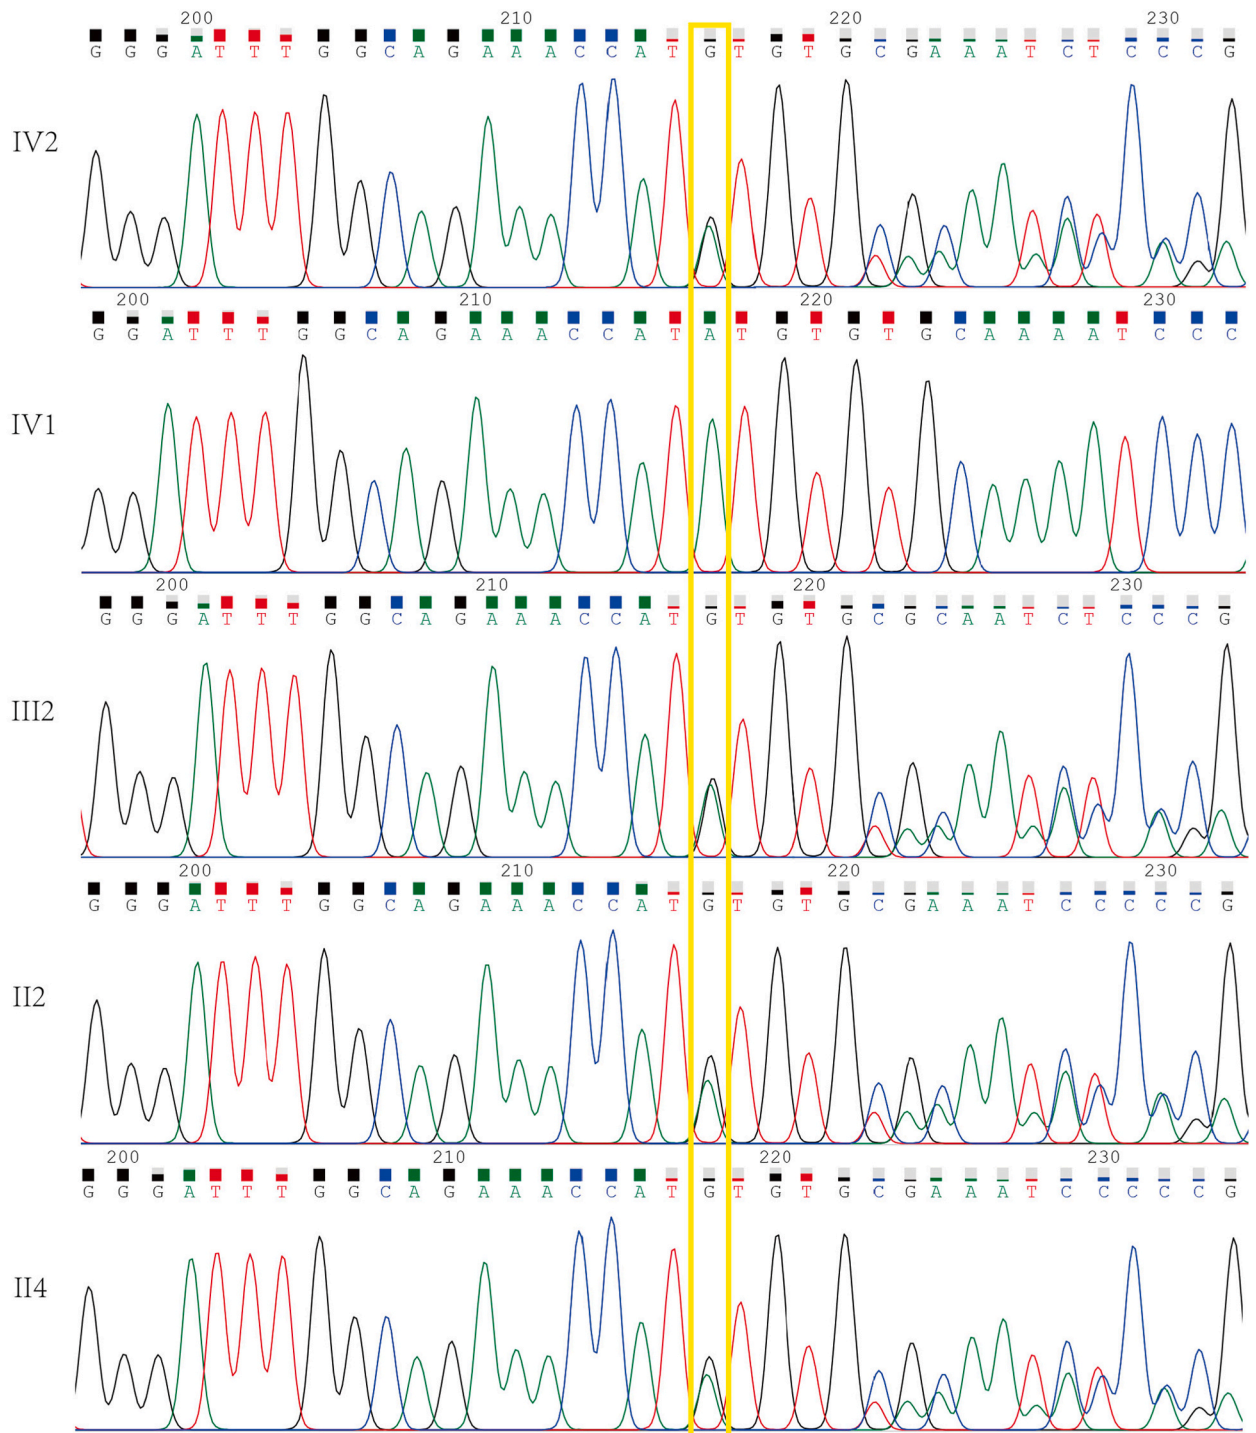 200 210 220 230
G G G A T T T G G C A G A A A C C A T G T G T G C G A A A T C T C C C G
IV2
200 210 220 230
G G A T T T G G C A G A A A C C A T A T G T G T G C A A A A T C C C
IV1
200 210 220 230
G G G A T T T G G C A G A A A C C A T G T G T G C G C A A T C T C C C G
III2
200 210 220 230
G G G A T T T G G C A G A A A C C A T G T G T G C G A A A T C C C C C G
II2
200 210 220 230
G G G A T T T G G C A G A A A C C A T G T G T G C G A A A T C C C C C G
II4